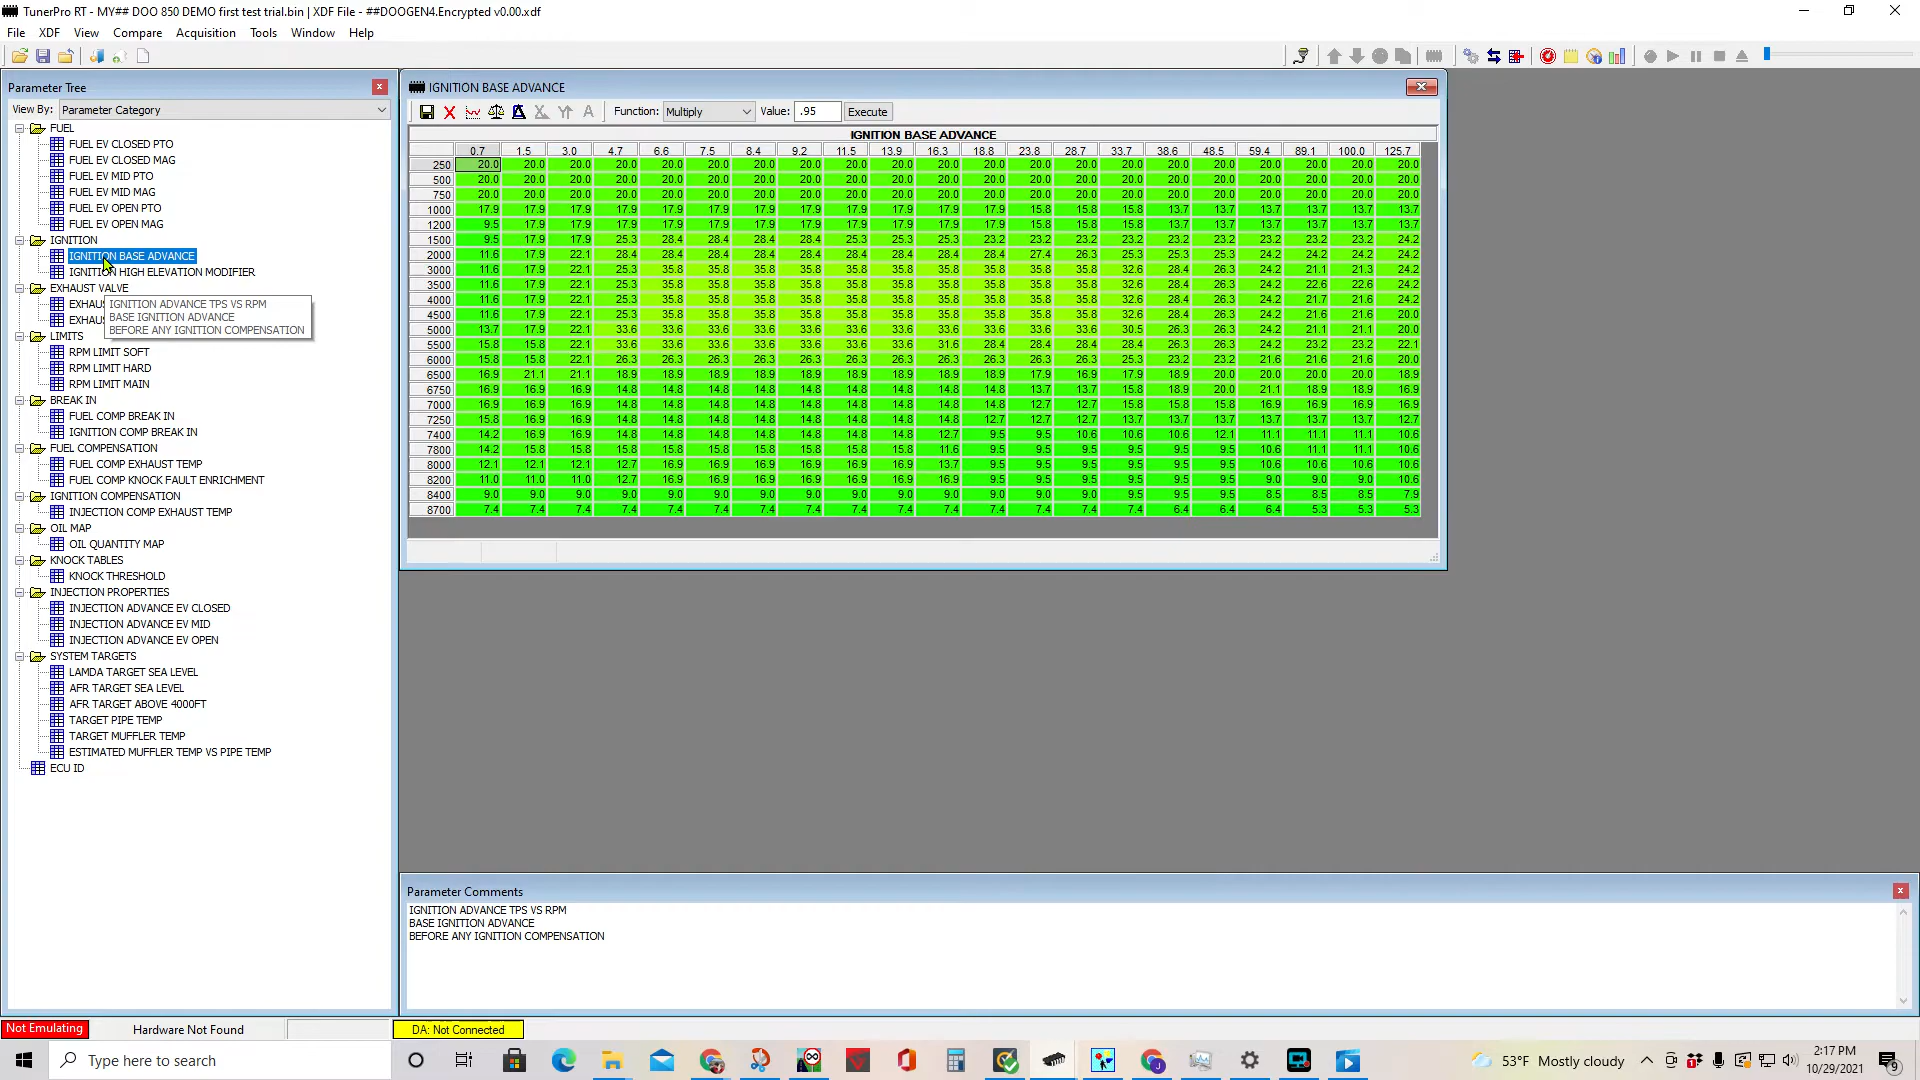 TunerPro RT - MY## DOO 850 DEMO first test trial.bin | XDF File - ##DOOGEN4.Encrypted v0.00.xdf
File XDF View Compare Acquisition Tools Window Help
Parameter Tree
View By: Parameter Category
FUEL
FUEL EV CLOSED PTO
FUEL EV CLOSED MAG
FUEL EV MID PTO
FUEL EV MID MAG
FUEL EV OPEN PTO
FUEL EV OPEN MAG
IGNITION
IGNITION BASE ADVANCE
IGNITION HIGH ELEVATION MODIFIER
EXHAUST VALVE
EXHAUS
EXHAUS
IGNITION ADVANCE TPS VS RPM
BASE IGNITION ADVANCE
BEFORE ANY IGNITION COMPENSATION
LIMITS
RPM LIMIT SOFT
RPM LIMIT HARD
RPM LIMIT MAIN
BREAK IN
FUEL COMP BREAK IN
IGNITION COMP BREAK IN
FUEL COMPENSATION
FUEL COMP EXHAUST TEMP
FUEL COMP KNOCK FAULT ENRICHMENT
IGNITION COMPENSATION
INJECTION COMP EXHAUST TEMP
OIL MAP
OIL QUANTITY MAP
KNOCK TABLES
KNOCK THRESHOLD
INJECTION PROPERTIES
INJECTION ADVANCE EV CLOSED
INJECTION ADVANCE EV MID
INJECTION ADVANCE EV OPEN
SYSTEM TARGETS
LAMDA TARGET SEA LEVEL
AFR TARGET SEA LEVEL
AFR TARGET ABOVE 4000FT
TARGET PIPE TEMP
TARGET MUFFLER TEMP
ESTIMATED MUFFLER TEMP VS PIPE TEMP
ECU ID
IGNITION BASE ADVANCE
Function: Multiply Value: .95 Execute
IGNITION BASE ADVANCE
0.7 1.5 3.0 4.7 6.6 7.5 8.4 9.2 11.5 13.9 16.3 18.8 23.8 28.7 33.7 38.6 48.5 59.4 89.1 100.0 125.7
250 20.0 20.0 20.0 20.0 20.0 20.0 20.0 20.0 20.0 20.0 20.0 20.0 20.0 20.0 20.0 20.0 20.0 20.0 20.0 20.0 20.0
500 20.0 20.0 20.0 20.0 20.0 20.0 20.0 20.0 20.0 20.0 20.0 20.0 20.0 20.0 20.0 20.0 20.0 20.0 20.0 20.0 20.0
750 20.0 20.0 20.0 20.0 20.0 20.0 20.0 20.0 20.0 20.0 20.0 20.0 20.0 20.0 20.0 20.0 20.0 20.0 20.0 20.0 20.0
1000 17.9 17.9 17.9 17.9 17.9 17.9 17.9 17.9 17.9 17.9 17.9 17.9 15.8 15.8 15.8 13.7 13.7 13.7 13.7 13.7 13.7
1200 9.5 17.9 17.9 17.9 17.9 17.9 17.9 17.9 17.9 17.9 17.9 17.9 15.8 15.8 15.8 13.7 13.7 13.7 13.7 13.7 13.7
1500 9.5 17.9 17.9 25.3 28.4 28.4 28.4 28.4 25.3 25.3 25.3 23.2 23.2 23.2 23.2 23.2 23.2 23.2 23.2 23.2 24.2
2000 11.6 17.9 22.1 28.4 28.4 28.4 28.4 28.4 28.4 28.4 28.4 28.4 27.4 26.3 25.3 25.3 25.3 24.2 24.2 24.2 24.2
3000 11.6 17.9 22.1 25.3 35.8 35.8 35.8 35.8 35.8 35.8 35.8 35.8 35.8 35.8 32.6 28.4 26.3 24.2 21.1 21.1 21.3
3500 11.6 17.9 22.1 25.3 35.8 35.8 35.8 35.8 35.8 35.8 35.8 35.8 35.8 35.8 32.6 28.4 26.3 24.2 22.6 22.6 24.2
4000 11.6 17.9 22.1 25.3 35.8 35.8 35.8 35.8 35.8 35.8 35.8 35.8 35.8 35.8 32.6 28.4 26.3 24.2 21.7 21.6 24.2
4500 11.6 17.9 22.1 25.3 35.8 35.8 35.8 35.8 35.8 35.8 35.8 35.8 35.8 35.8 32.6 28.4 26.3 24.2 21.6 21.6 20.0
5000 13.7 17.9 22.1 33.6 33.6 33.6 33.6 33.6 33.6 33.6 33.6 33.6 33.6 33.6 30.5 26.3 26.3 24.2 21.1 21.1 20.0
5500 15.8 15.8 22.1 33.6 33.6 33.6 33.6 33.6 33.6 33.6 31.6 28.4 28.4 28.4 28.4 26.3 26.3 24.2 23.2 23.2 22.1
6000 15.8 15.8 22.1 26.3 26.3 26.3 26.3 26.3 26.3 26.3 26.3 26.3 26.3 26.3 25.3 23.2 23.2 21.6 21.6 21.6 20.0
6500 16.9 21.1 21.1 18.9 18.9 18.9 18.9 18.9 18.9 18.9 18.9 18.9 17.9 16.9 17.9 18.9 20.0 20.0 20.0 20.0 18.9
6750 16.9 16.9 16.9 14.8 14.8 14.8 14.8 14.8 14.8 14.8 14.8 14.8 13.7 13.7 15.8 18.9 20.0 21.1 18.9 18.9 16.9
7000 16.9 16.9 16.9 14.8 14.8 14.8 14.8 14.8 14.8 14.8 14.8 14.8 12.7 12.7 15.8 15.8 15.8 16.9 16.9 16.9 16.9
7250 15.8 16.9 16.9 14.8 14.8 14.8 14.8 14.8 14.8 14.8 14.8 12.7 12.7 12.7 13.7 13.7 13.7 13.7 13.7 13.7 12.7
7400 14.2 16.9 16.9 14.8 14.8 14.8 14.8 14.8 14.8 14.8 12.7 9.5 9.5 10.6 10.6 10.6 12.1 11.1 11.1 11.1 10.6
7800 14.2 15.8 15.8 15.8 15.8 15.8 15.8 15.8 15.8 15.8 11.6 9.5 9.5 9.5 9.5 9.5 9.5 10.6 11.1 11.1 10.6
8000 12.1 12.1 12.1 12.7 16.9 16.9 16.9 16.9 16.9 16.9 13.7 9.5 9.5 9.5 9.5 9.5 9.5 10.6 10.6 10.6 10.6
8200 11.0 11.0 11.0 12.7 16.9 16.9 16.9 16.9 16.9 16.9 16.9 9.5 9.5 9.5 9.5 9.5 9.5 9.5 9.0 9.0 10.6
8400 9.0 9.0 9.0 9.0 9.0 9.0 9.0 9.0 9.0 9.0 9.0 9.0 9.0 9.0 9.5 9.5 9.5 8.5 8.5 8.5 7.9
8700 7.4 7.4 7.4 7.4 7.4 7.4 7.4 7.4 7.4 7.4 7.4 7.4 7.4 7.4 7.4 6.4 6.4 6.4 5.3 5.3 5.3
Parameter Comments
IGNITION ADVANCE TPS VS RPM
BASE IGNITION ADVANCE
BEFORE ANY IGNITION COMPENSATION
Not Emulating Hardware Not Found DA: Not Connected
Type here to search
53°F Mostly cloudy
2:17 PM
10/29/2021
9